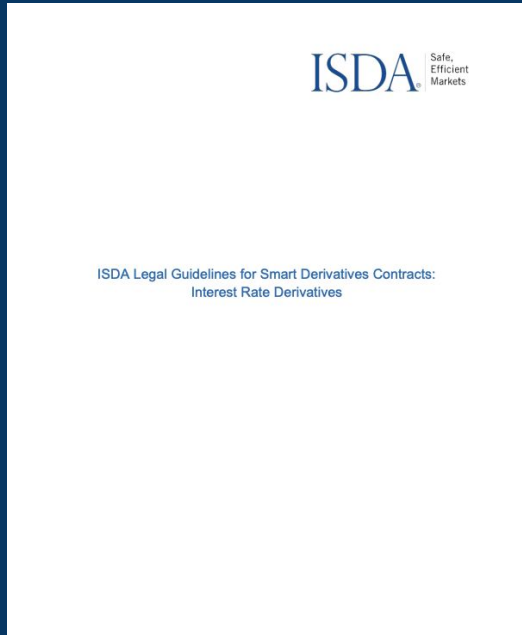 ISDA®
Safe,
Efficient
Markets
ISDA Legal Guidelines for Smart Derivatives Contracts:
Interest Rate Derivatives